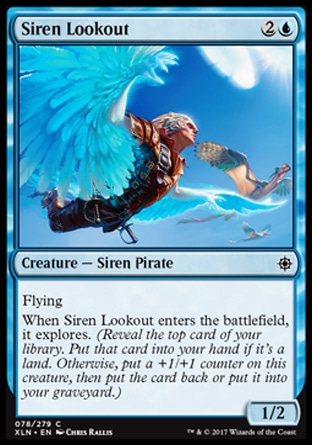 Siren Lookout 2
Creature — Siren Pirate
Flying
When Siren Lookout enters the battlefield,
it explores. (Reveal the top card of your
library. Put that card into your hand if it's a
land. Otherwise, put a +1/+1 counter on this
creature, then put the card back or put it into
your graveyard.)
1/2
078/279 C
XLN • EN Chris Rallis
™ & © 2017 Wizards of the Coast